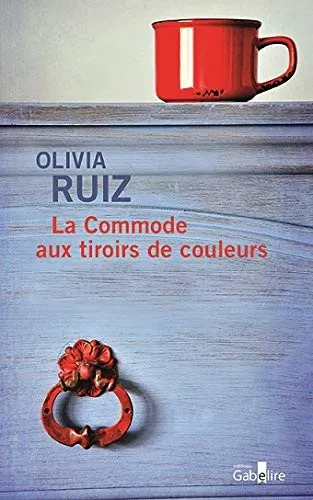 OLIVIA
RUIZ
La Commode
aux tiroirs de couleurs
éditions
Gabelire